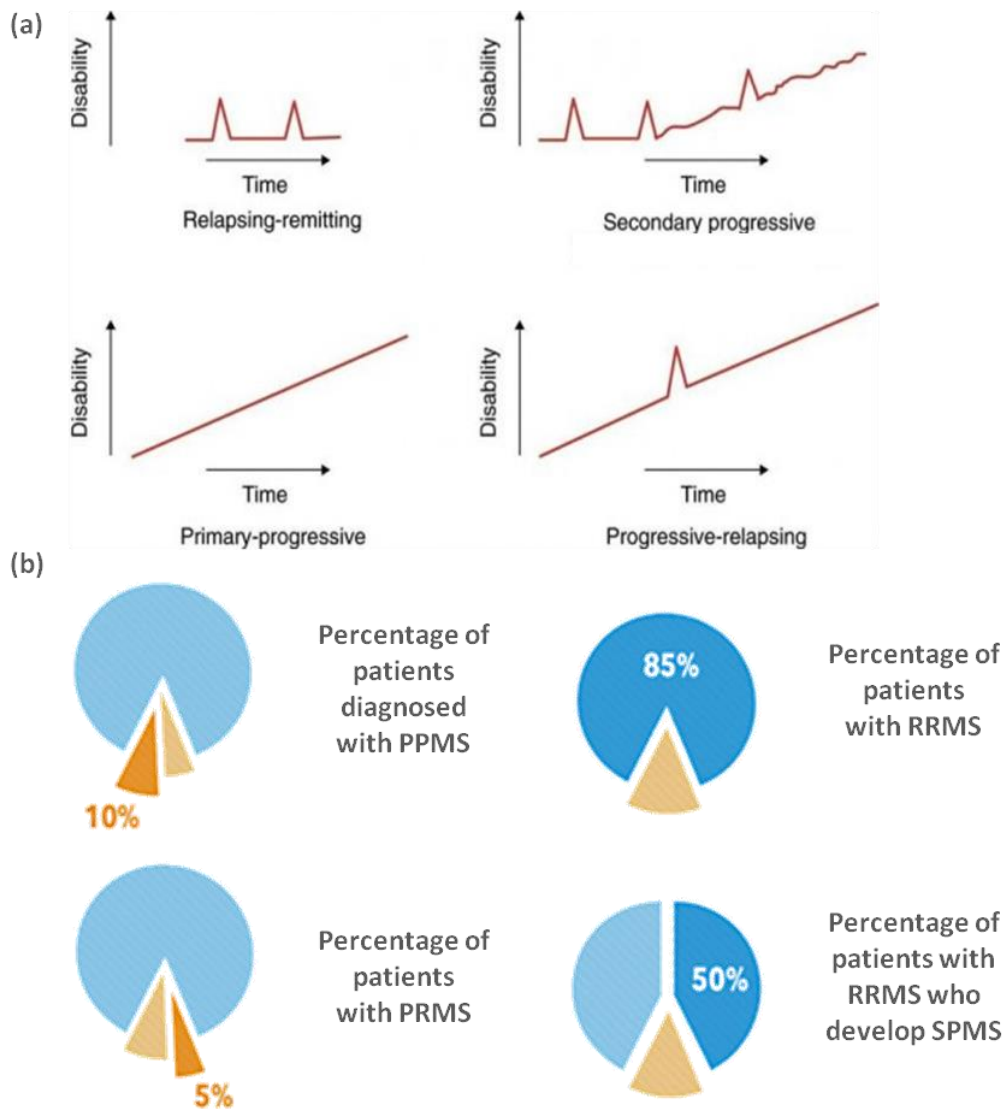 (a)
Disability
Time
Relapsing-remitting
Disability
Time
Secondary progressive
Disability
Time
Primary-progressive
Disability
Time
Progressive-relapsing
(b)
10%
Percentage of
patients
diagnosed
with PPMS
85%
Percentage of
patients
with RRMS
5%
Percentage of
patients
with PRMS
50%
Percentage of
patients with
RRMS who
develop SPMS